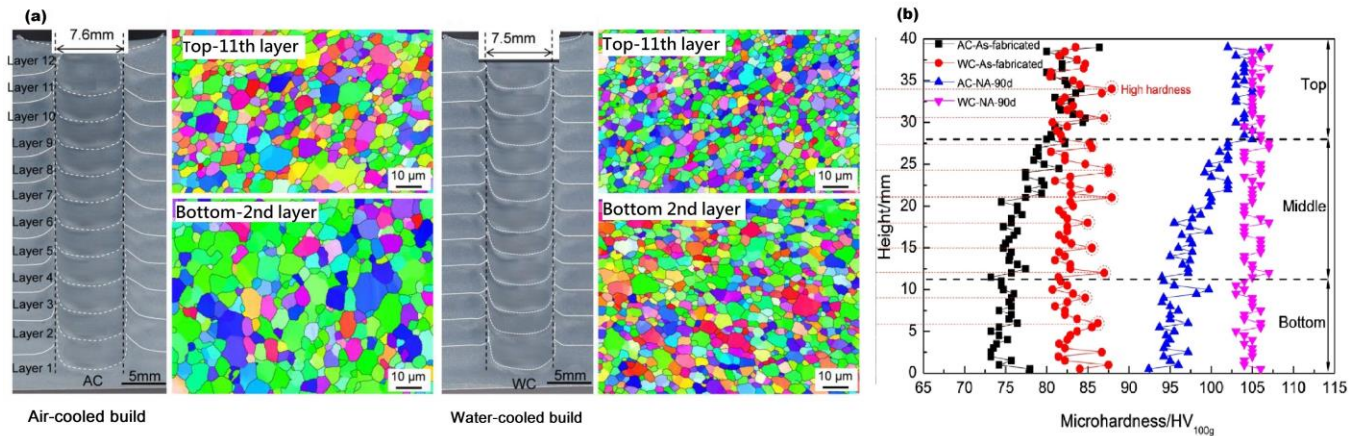 (a)
7.6mm
Layer 12
Layer 11
Layer 10
Layer 9
Layer 8
Layer 7
Layer 6
Layer 5
Layer 4
Layer 3
Layer 2
Layer 1
AC
5mm
Top-11th layer
10 μm
Bottom-2nd layer
10 μm
7.5mm
WC
5mm
Top-11th layer
10 μm
Bottom 2nd layer
10 μm
Air-cooled build
Water-cooled build
(b)
Height/mm
40
35
30
25
20
15
10
5
0
AC-As-fabricated
WC-As-fabricated
AC-NA-90d
WC-NA-90d
High hardness
Top
Middle
Bottom
65 70 75 80 85 90 95 100 105 110 115
Microhardness/HV100g